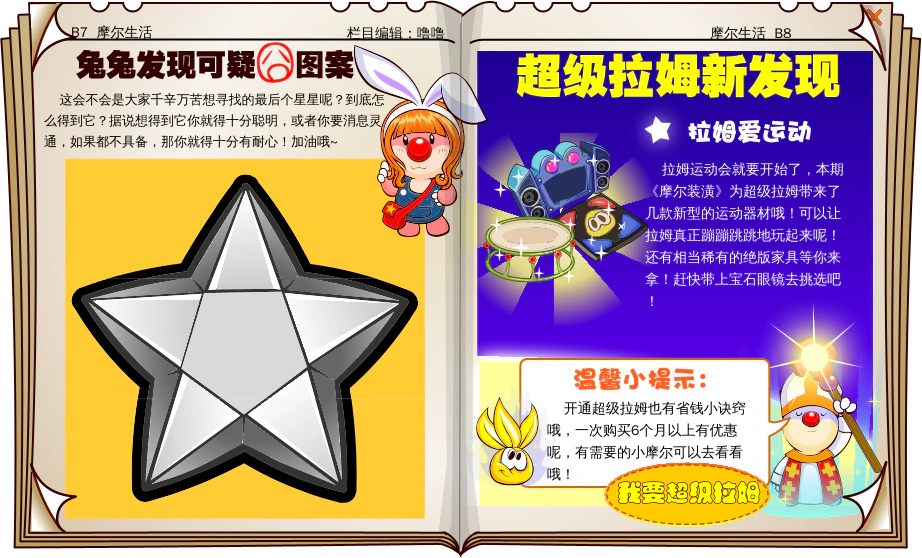 B7 摩尔生活
栏目编辑：噜噜
兔兔发现可疑囧图案
这会不会是大家千辛万苦想寻找的最后个星星呢？到底怎
么得到它？据说想得到它你就得十分聪明，或者你要消息灵
通，如果都不具备，那你就得十分有耐心！加油哦~
摩尔生活 B8
超级拉姆新发现
拉姆爱运动
拉姆运动会就要开始了，本期
《摩尔装潢》为超级拉姆带来了
几款新型的运动器材哦！可以让
拉姆真正蹦蹦跳跳地玩起来呢！
还有相当稀有的绝版家具等你来
拿！赶快带上宝石眼镜去挑选吧
！
温馨小提示：
开通超级拉姆也有省钱小诀窍
哦，一次购买6个月以上有优惠
呢，有需要的小摩尔可以去看看
哦！
我要超级拉姆